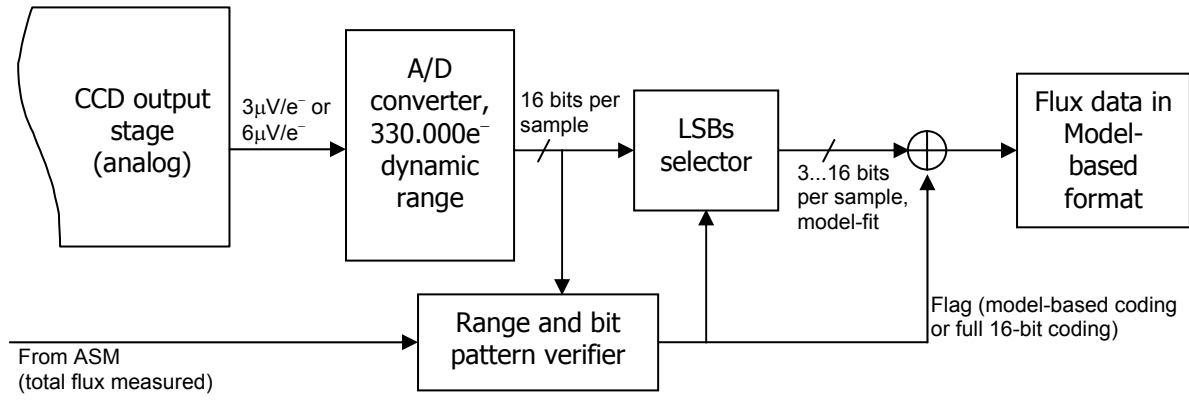 CCD output
stage
(analog)
3μV/e⁻ or
6μV/e⁻
A/D
converter,
330.000e⁻
dynamic
range
16 bits per
sample
LSBs
selector
3...16 bits
per sample,
model-fit
Flux data in
Model-
based
format
Range and bit
pattern verifier
Flag (model-based coding
or full 16-bit coding)
From ASM
(total flux measured)